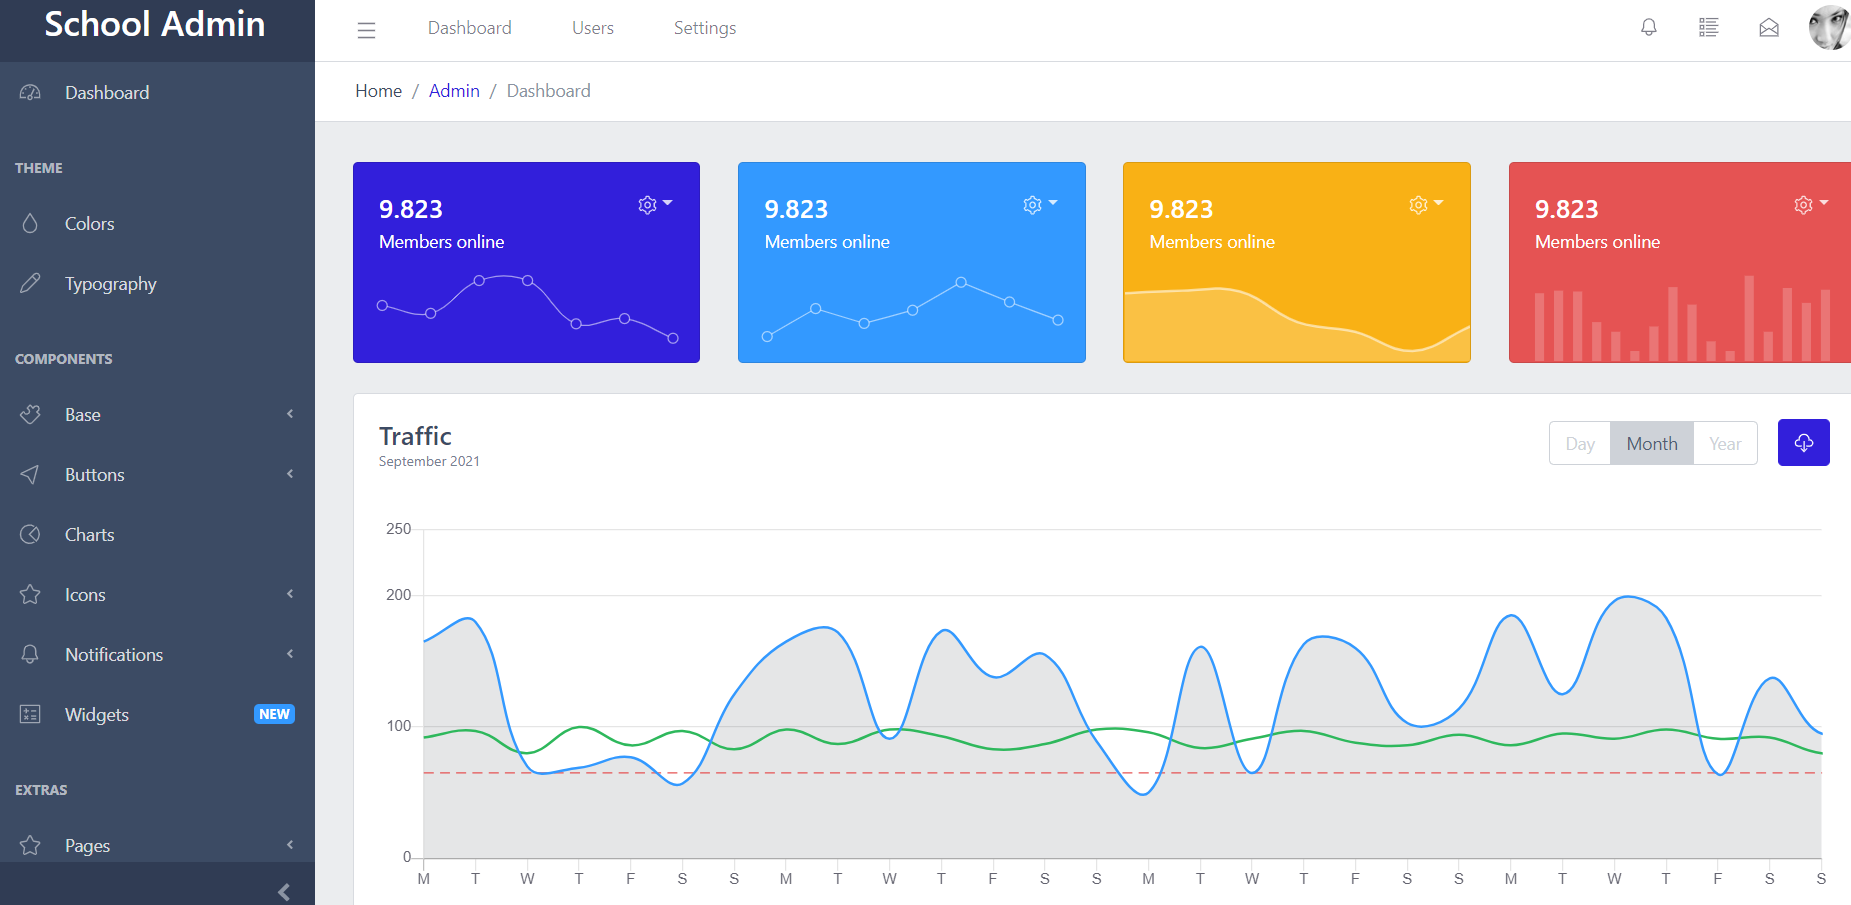 School Admin
Dashboard
THEME
Colors
Typography
COMPONENTS
Base
Buttons
Charts
Icons
Notifications
Widgets NEW
EXTRAS
Pages
Dashboard Users Settings
Home / Admin / Dashboard
9.823
Members online
9.823
Members online
9.823
Members online
9.823
Members online
Traffic
September 2021
Day Month Year
250
200
100
0
M T W T F S S M T W T F S S M T W T F S S M T W T F S S